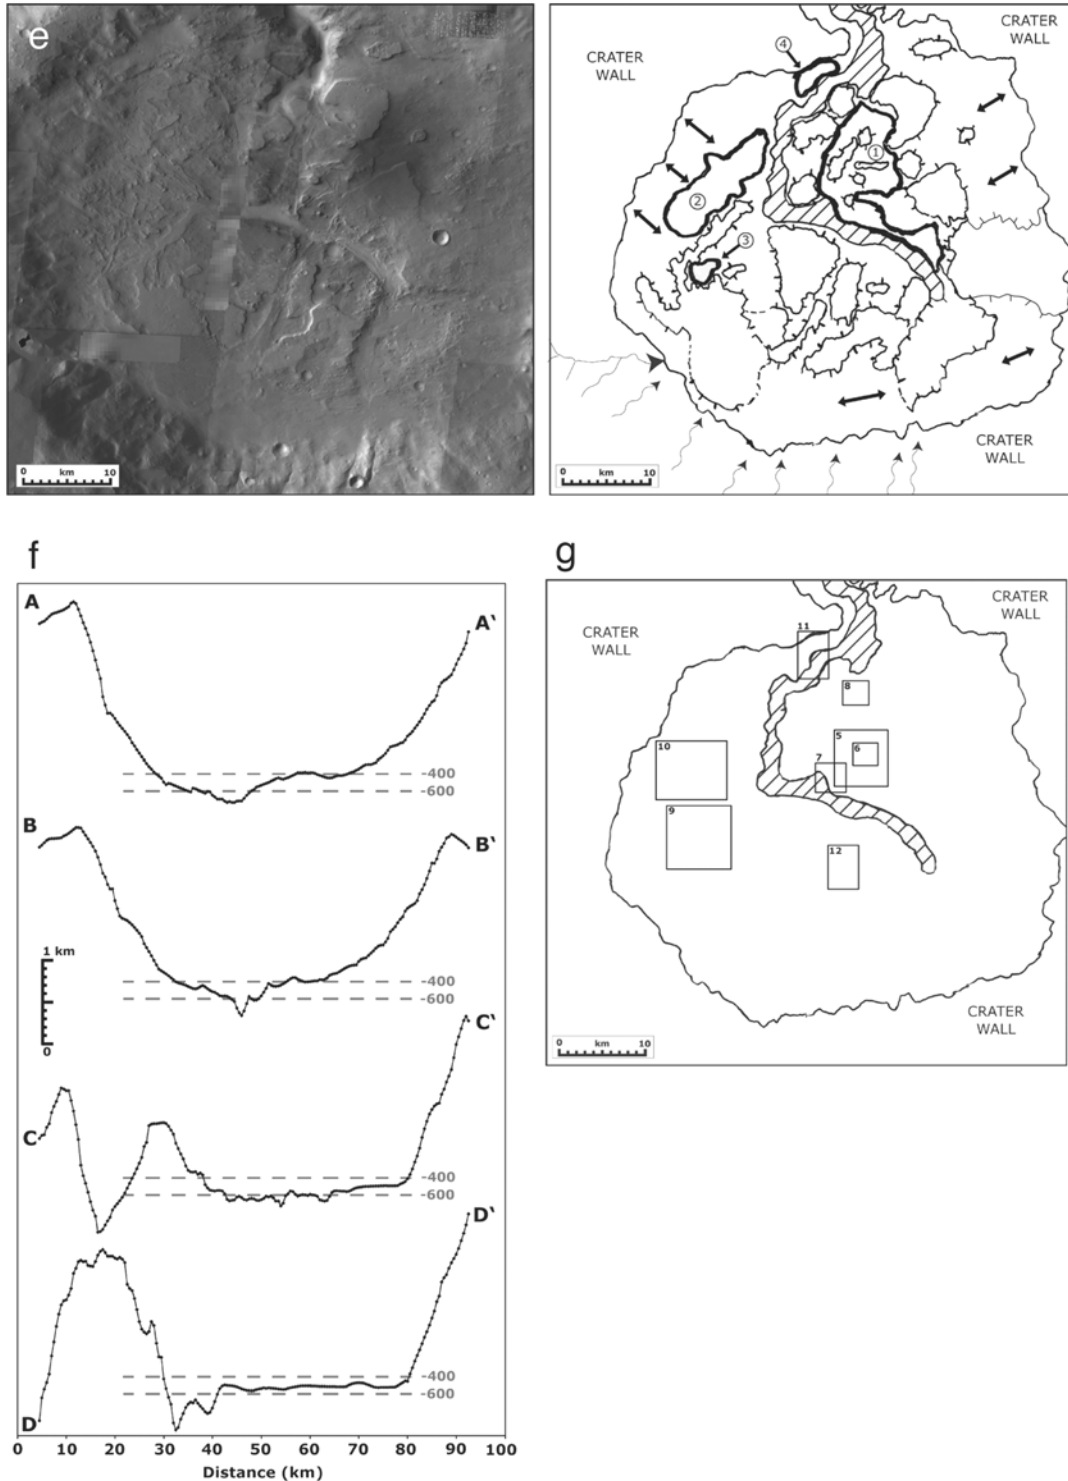 e
0 km 10
CRATER
WALL
CRATER
WALL
4
1
2
3
CRATER
WALL
0 km 10
f
A
A'
-400
-600
B
B'
1 km
-400
-600
0
C'
C
-400
-600
D'
-400
-600
D
0 10 20 30 40 50 60 70 80 90 100
Distance (km)
g
CRATER
WALL
CRATER
WALL
11
8
5
6
10
7
9
12
CRATER
WALL
0 km 10